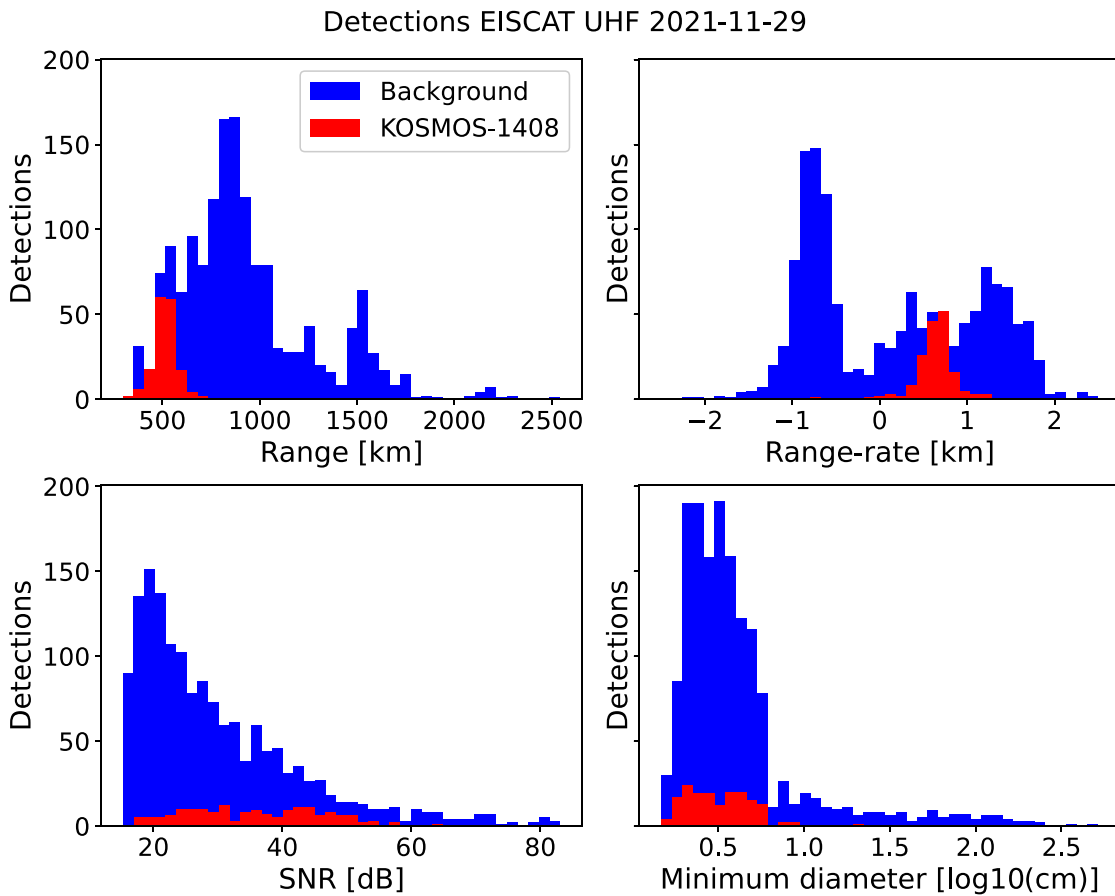 Detections EISCAT UHF 2021-11-29
200
150
100
50
0
Detections
Background
KOSMOS-1408
500 1000 1500 2000 2500
Range [km]
Detections
−2 −1 0 1 2
Range-rate [km]
200
150
100
50
0
Detections
20 40 60 80
SNR [dB]
Detections
0.5 1.0 1.5 2.0 2.5
Minimum diameter [log10(cm)]